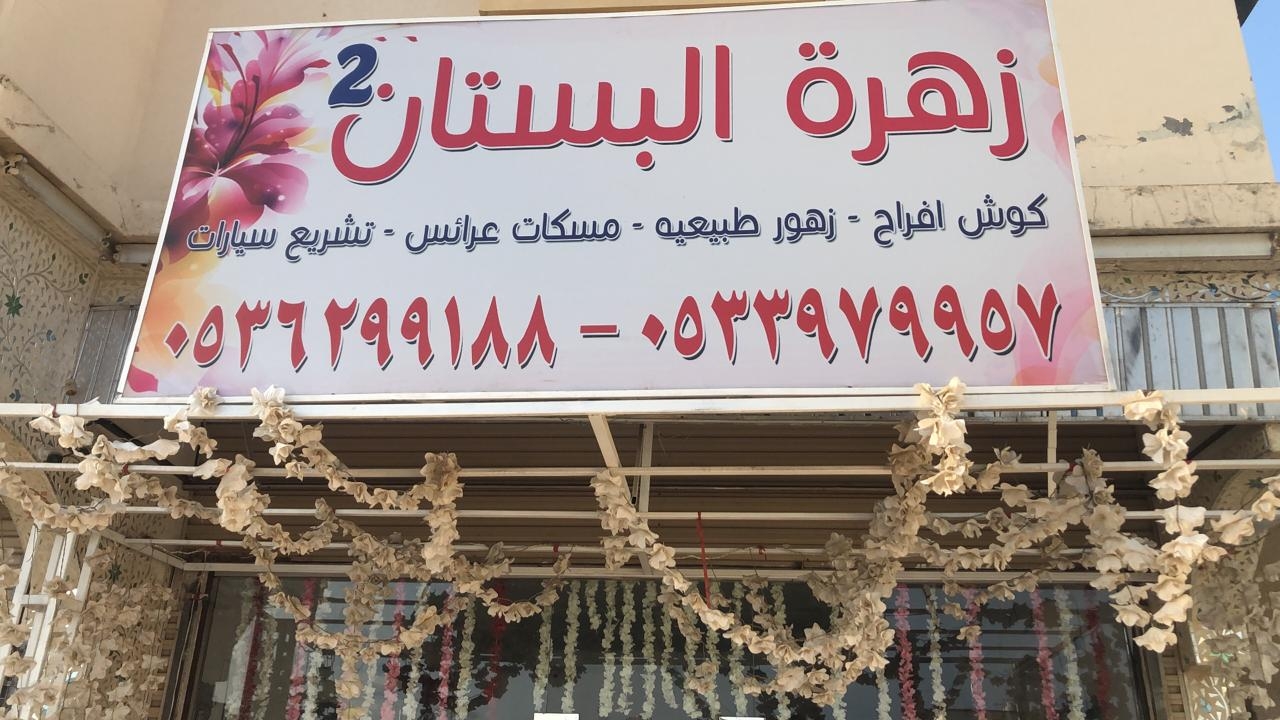 زهرة البستان 2
كوش افراح - زهور طبيعيه - مسكات عرائس - تشريع سيارات
٠٥٣٦٢٩٩١٨٨ - ٠٥٣٣٩٧٩٩٥٧